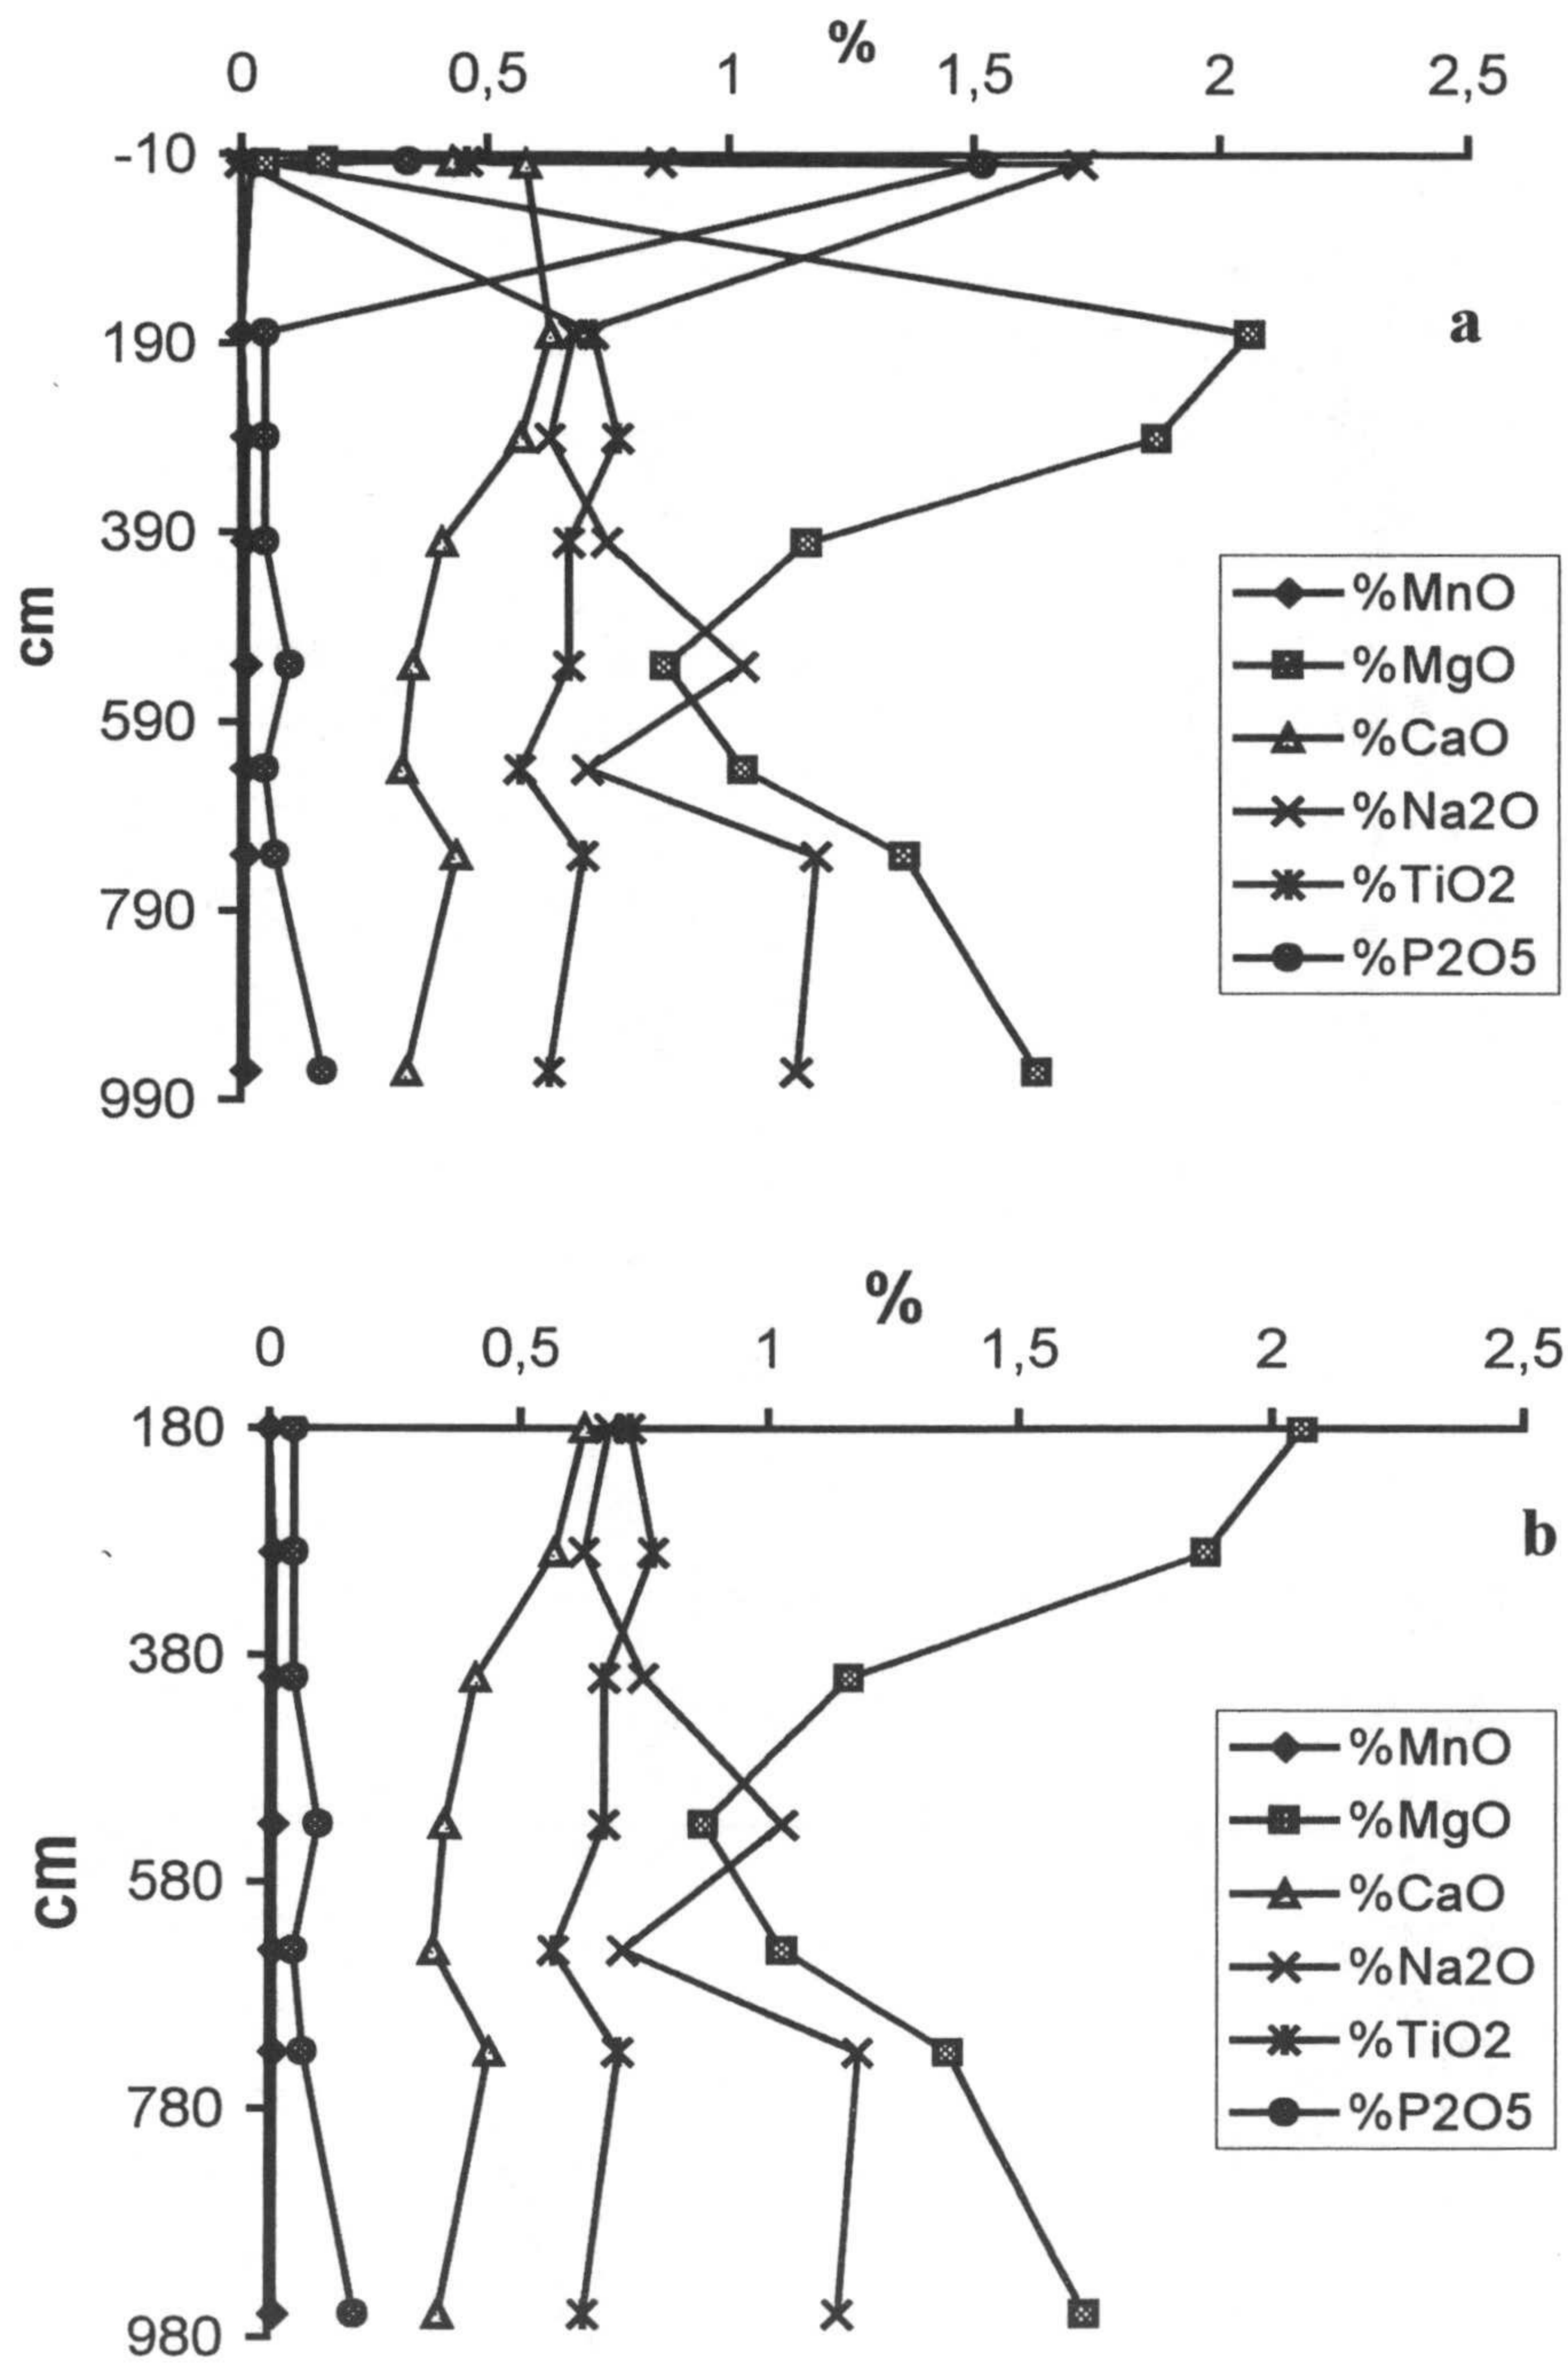 %
0 0,5 1 1,5 2 2,5
-10
190
390
590
790
990
cm
a
%MnO
%MgO
%CaO
%Na2O
%TiO2
%P2O5
%
0 0,5 1 1,5 2 2,5
180
380
580
780
980
cm
b
%MnO
%MgO
%CaO
%Na2O
%TiO2
%P2O5